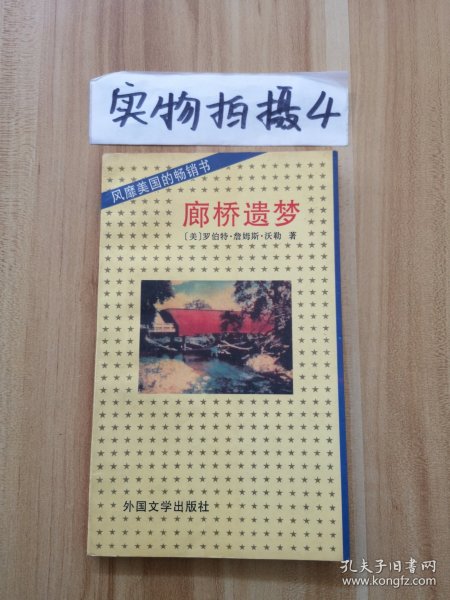 实物拍摄4
风靡美国的畅销书
廊桥遗梦
〔美〕罗伯特·詹姆斯·沃勒 著
外国文学出版社
孔夫子旧书网
www.kongfz.com